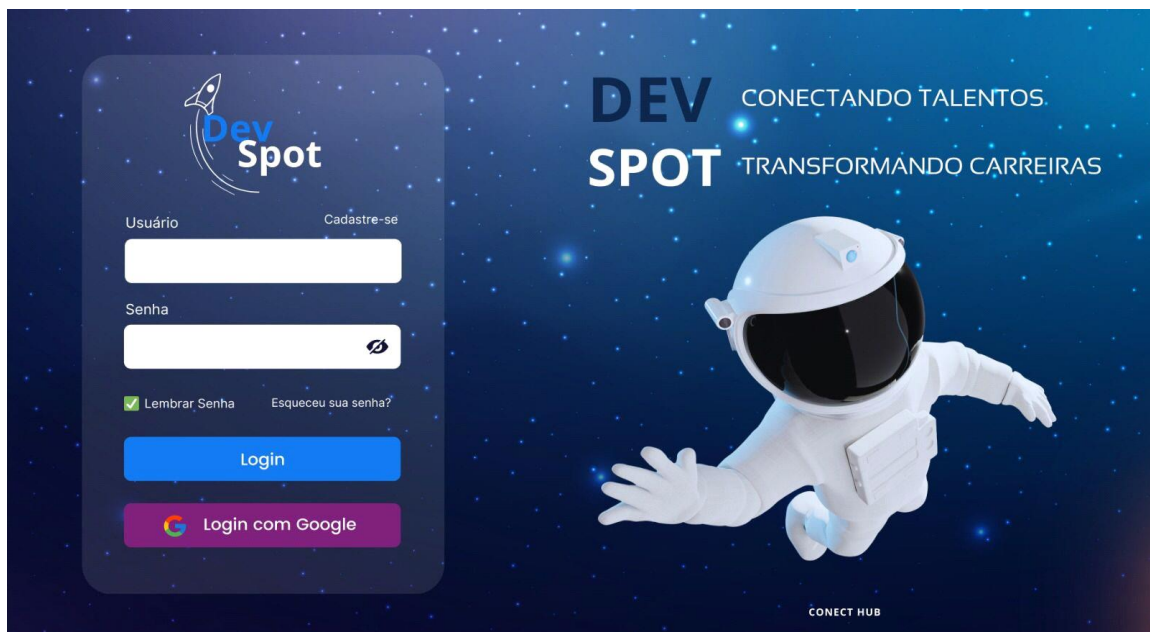 Dev
Spot
Usuário
Cadastre-se
Senha
Lembrar Senha
Esqueceu sua senha?
Login
Login com Google
DEV
CONECTANDO TALENTOS
SPOT
TRANSFORMANDO CARREIRAS
CONECT HUB